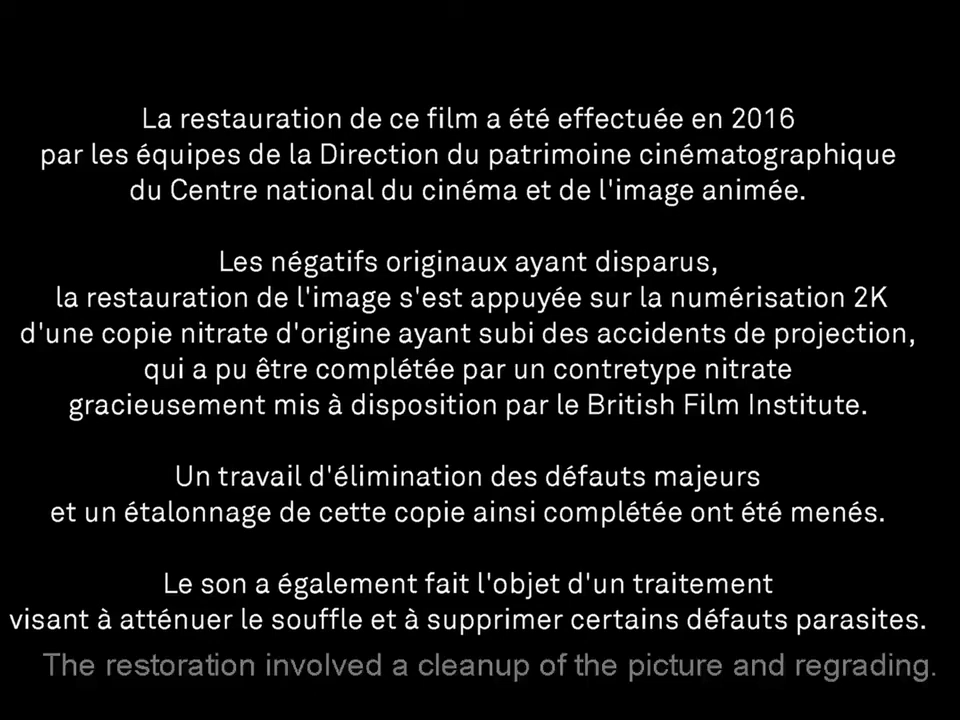 La restauration de ce film a été effectuée en 2016
par les équipes de la Direction du patrimoine cinématographique
du Centre national du cinéma et de l'image animée.
Les négatifs originaux ayant disparus,
la restauration de l'image s'est appuyée sur la numérisation 2K
d'une copie nitrate d'origine ayant subi des accidents de projection,
qui a pu être complétée par un contretype nitrate
gracieusement mis à disposition par le British Film Institute.
Un travail d'élimination des défauts majeurs
et un étalonnage de cette copie ainsi complétée ont été menés.
Le son a également fait l'objet d'un traitement
visant à atténuer le souffle et à supprimer certains défauts parasites.
The restoration involved a cleanup of the picture and regrading.